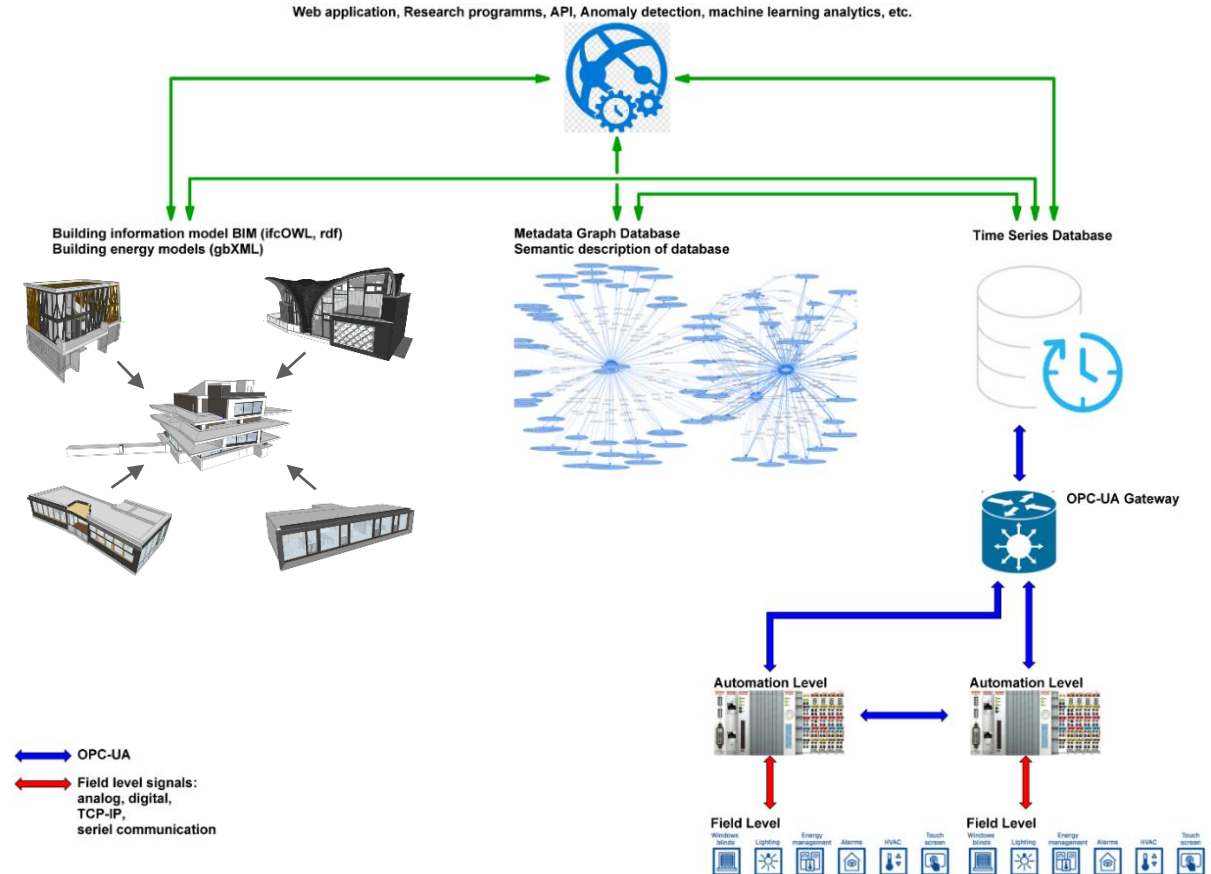 Web application, Research programms, API, Anomaly detection, machine learning analytics, etc.
Building information model BIM (ifcOWL, rdf)
Building energy models (gbXML)
Metadata Graph Database
Semantic description of database
Time Series Database
OPC-UA Gateway
Automation Level
Automation Level
OPC-UA
Field level signals:
analog, digital,
TCP-IP,
seriel communication
Field Level
Windows
blinds
Lighting
Energy
management
Alarms
HVAC
Touch
screen
Field Level
Windows
blinds
Lighting
Energy
management
Alarms
HVAC
Touch
screen